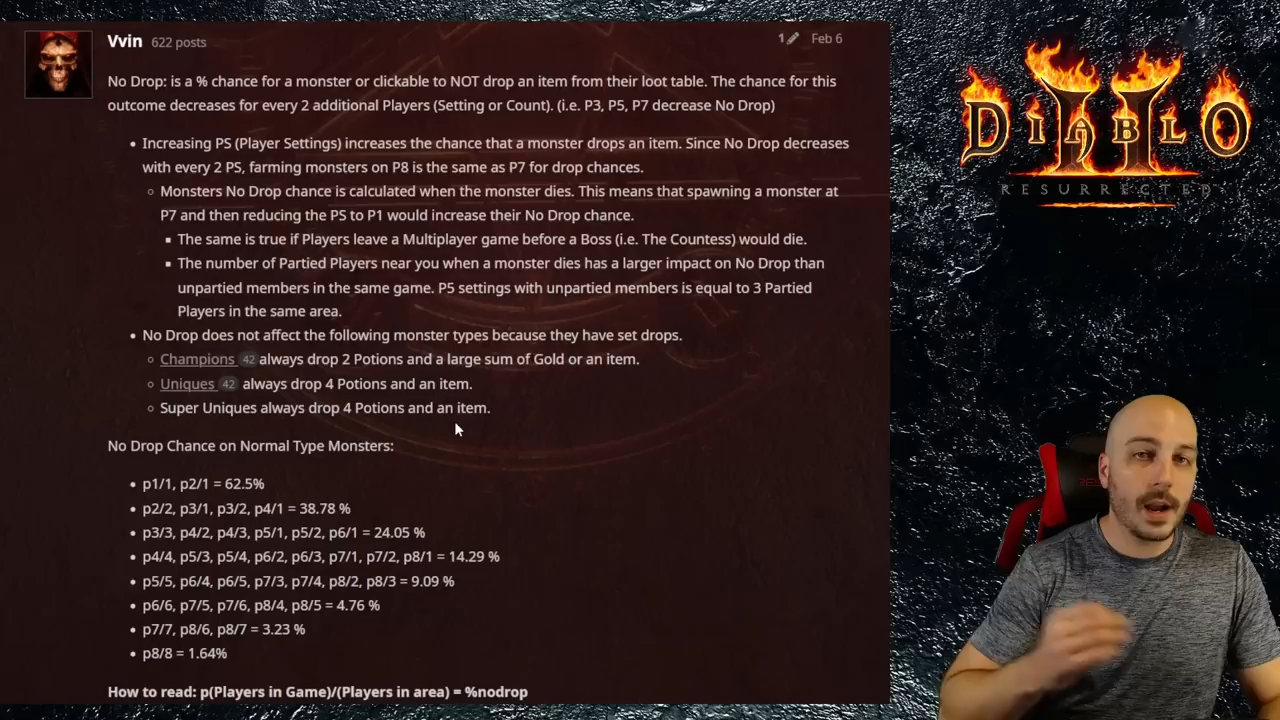 Vvin 622 posts
1 Feb 6
No Drop: is a % chance for a monster or clickable to NOT drop an item from their loot table. The chance for this
outcome decreases for every 2 additional Players (Setting or Count). (i.e. P3, P5, P7 decrease No Drop)
• Increasing PS (Player Settings) increases the chance that a monster drops an item. Since No Drop decreases
with every 2 PS, farming monsters on P8 is the same as P7 for drop chances.
◦ Monsters No Drop chance is calculated when the monster dies. This means that spawning a monster at
P7 and then reducing the PS to P1 would increase their No Drop chance.
▪ The same is true if Players leave a Multiplayer game before a Boss (i.e. The Countess) would die.
▪ The number of Partied Players near you when a monster dies has a larger impact on No Drop than
unpartied members in the same game. P5 settings with unpartied members is equal to 3 Partied
Players in the same area.
• No Drop does not affect the following monster types because they have set drops.
◦ Champions 42 always drop 2 Potions and a large sum of Gold or an item.
◦ Uniques 42 always drop 4 Potions and an item.
◦ Super Uniques always drop 4 Potions and an item.
No Drop Chance on Normal Type Monsters:
• p1/1, p2/1 = 62.5%
• p2/2, p3/1, p3/2, p4/1 = 38.78 %
• p3/3, p4/2, p4/3, p5/1, p5/2, p6/1 = 24.05 %
• p4/4, p5/3, p5/4, p6/2, p6/3, p7/1, p7/2, p8/1 = 14.29 %
• p5/5, p6/4, p6/5, p7/3, p7/4, p8/2, p8/3 = 9.09 %
• p6/6, p7/5, p7/6, p8/4, p8/5 = 4.76 %
• p7/7, p8/6, p8/7 = 3.23 %
• p8/8 = 1.64%
How to read: p(Players in Game)/(Players in area) = %nodrop
DIABLO II
RESURRECTED